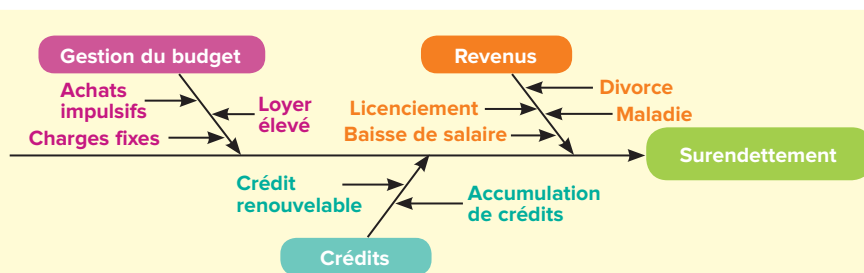 Gestion du budget
Achats
impulsifs
Loyer
élevé
Charges fixes
Revenus
Divorce
Licenciement
Maladie
Baisse de salaire
Surendettement
Crédit
renouvelable
Accumulation
de crédits
Crédits